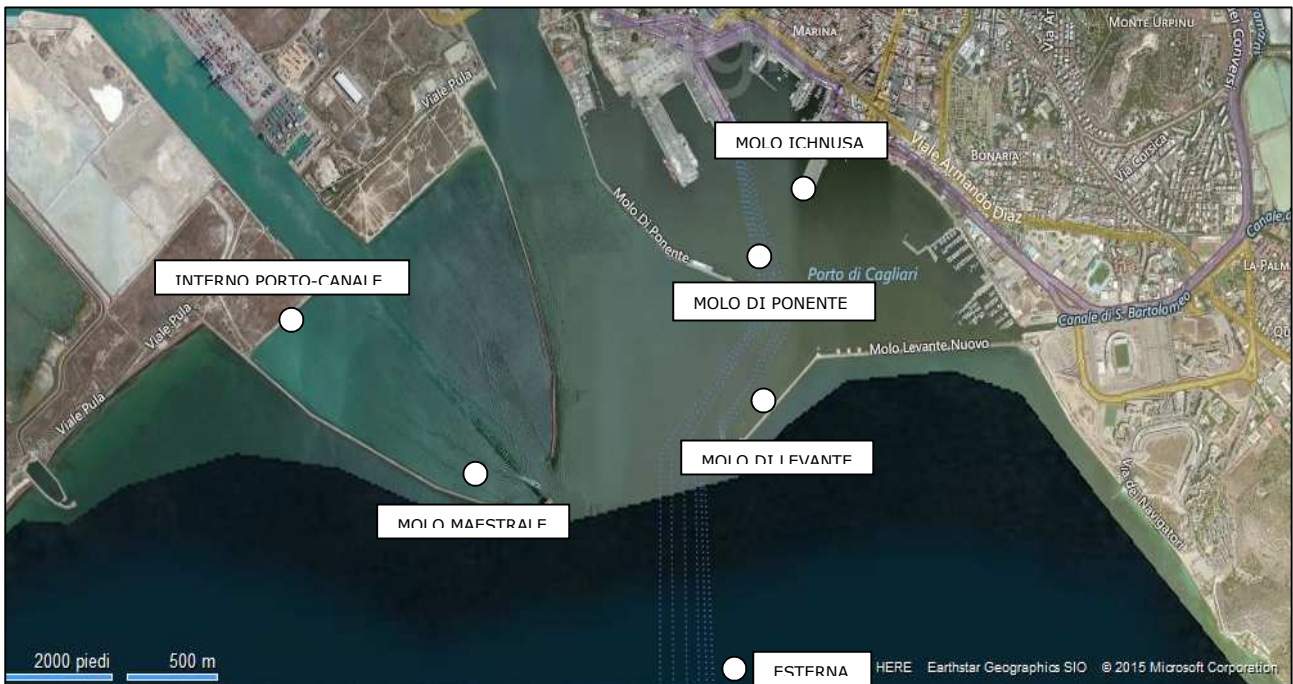 MARINA
MONTE URPINU
Viale Pula
MOLO ICHNUSA
Viale Armando Diaz
BONARIA
Via Corsica
Molo Di Ponente
INTERNO PORTO-CANALE
Porto di Cagliari
LA PALM
MOLO DI PONENTE
Canale di S. Bartolomeo
Viale Pula
Molo Levante Nuovo
Viale Pula
MOLO DI LEVANTE
MOLO MAESTRALE
Via dei Navigatori
2000 piedi 500 m
ESTERNA
HERE Earthstar Geographics SIO © 2015 Microsoft Corporation